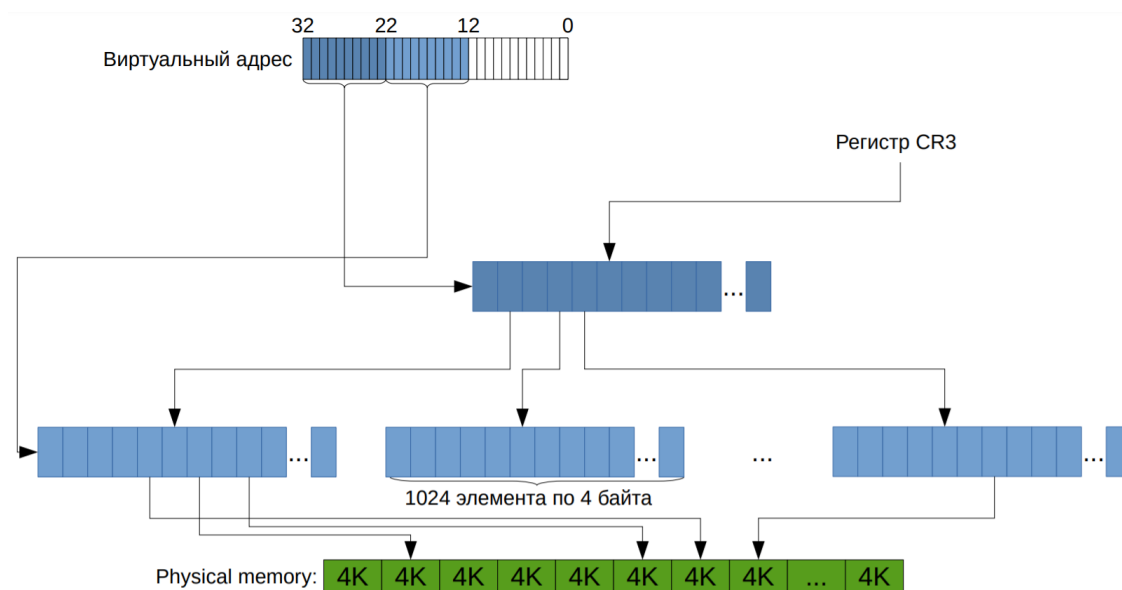 32 22 12 0
Виртуальный адрес
Регистр CR3
...
... ... ... ...
1024 элемента по 4 байта
Physical memory: 4K 4K 4K 4K 4K 4K 4K 4K ... 4K